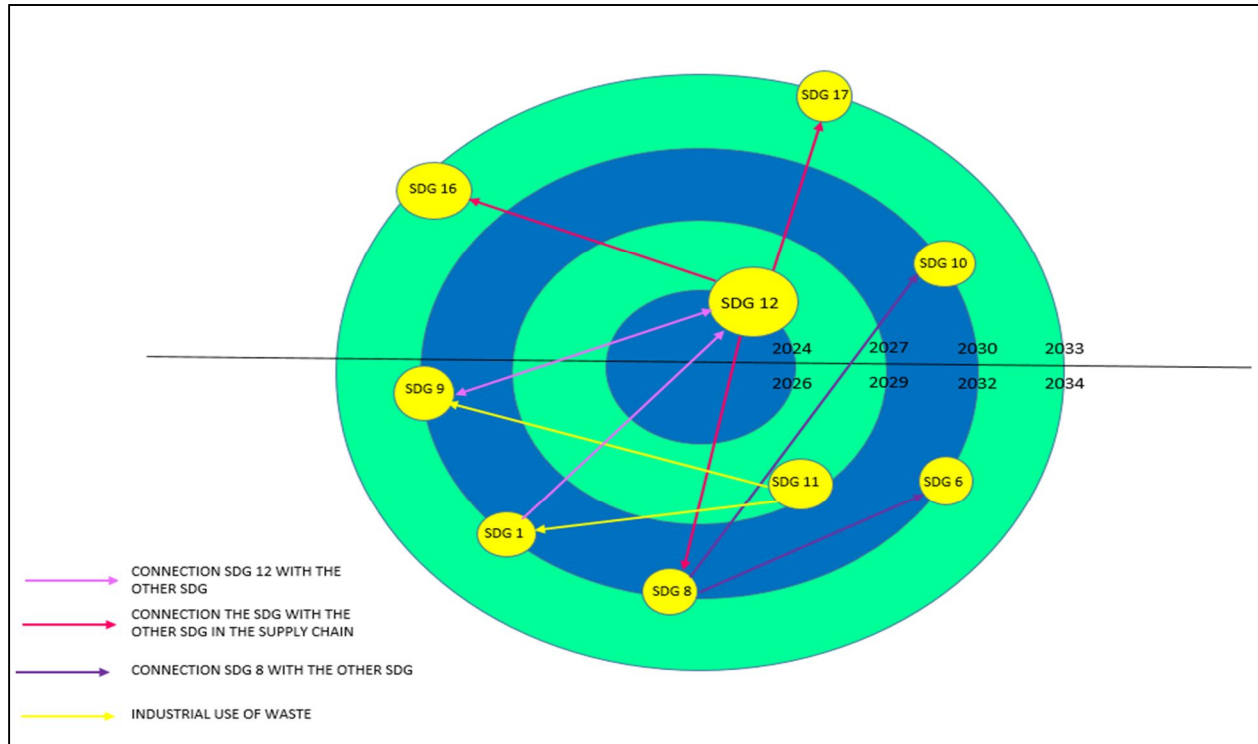 SDG 17
SDG 16
SDG 10
SDG 12
2024 2027 2030 2033
2026 2029 2032 2034
SDG 9
SDG 11
SDG 6
SDG 1
SDG 8
CONNECTION SDG 12 WITH THE
OTHER SDG
CONNECTION THE SDG WITH THE
OTHER SDG IN THE SUPPLY CHAIN
CONNECTION SDG 8 WITH THE OTHER SDG
INDUSTRIAL USE OF WASTE